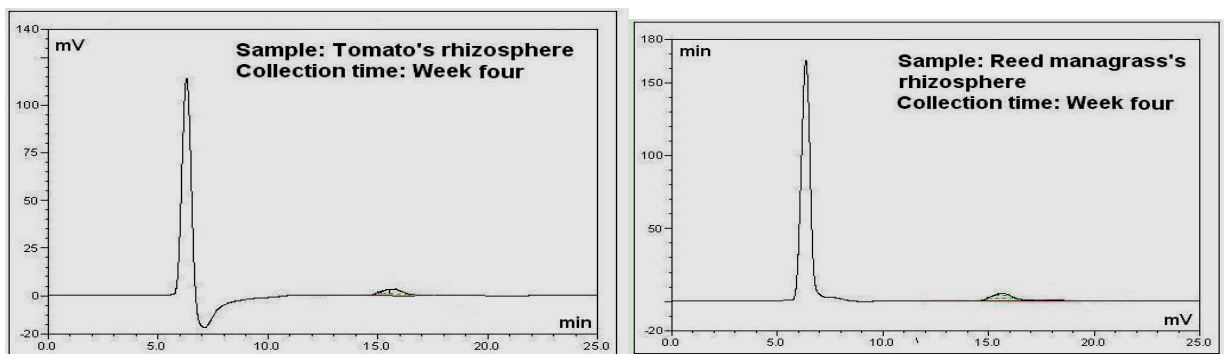 140
mV
Sample: Tomato's rhizosphere
Collection time: Week four
100
75
50
25
0
-20
min
0.0 5.0 10.0 15.0 20.0 25.0
180
min
Sample: Reed managrass's
rhizosphere
Collection time: Week four
150
100
50
-20
mV
0.0 5.0 10.0 15.0 20.0 25.0